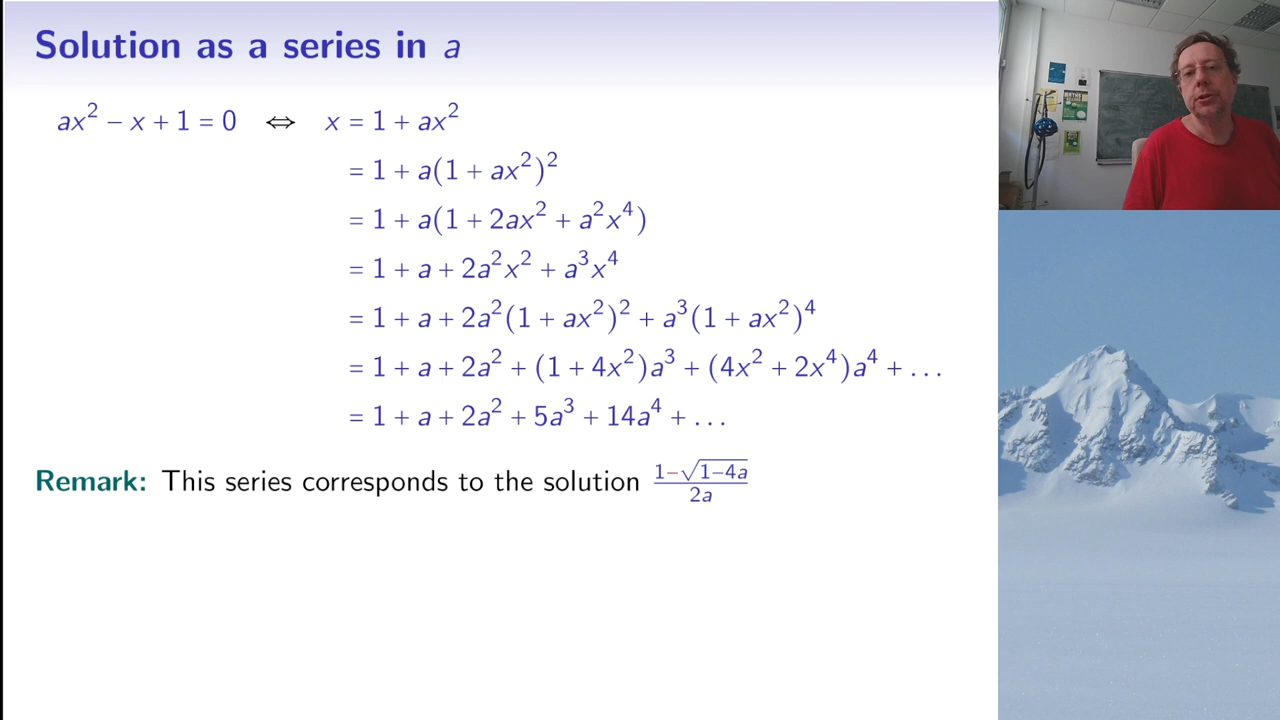 Solution as a series in a
ax² − x + 1 = 0 ⇔ x = 1 + ax²
= 1 + a(1 + ax²)²
= 1 + a(1 + 2ax² + a²x⁴)
= 1 + a + 2a²x² + a³x⁴
= 1 + a + 2a²(1 + ax²)² + a³(1 + ax²)⁴
= 1 + a + 2a² + (1 + 4x²)a³ + (4x² + 2x⁴)a⁴ + . . .
= 1 + a + 2a² + 5a³ + 14a⁴ + . . .
Remark: This series corresponds to the solution (1−√(1−4a))/(2a)